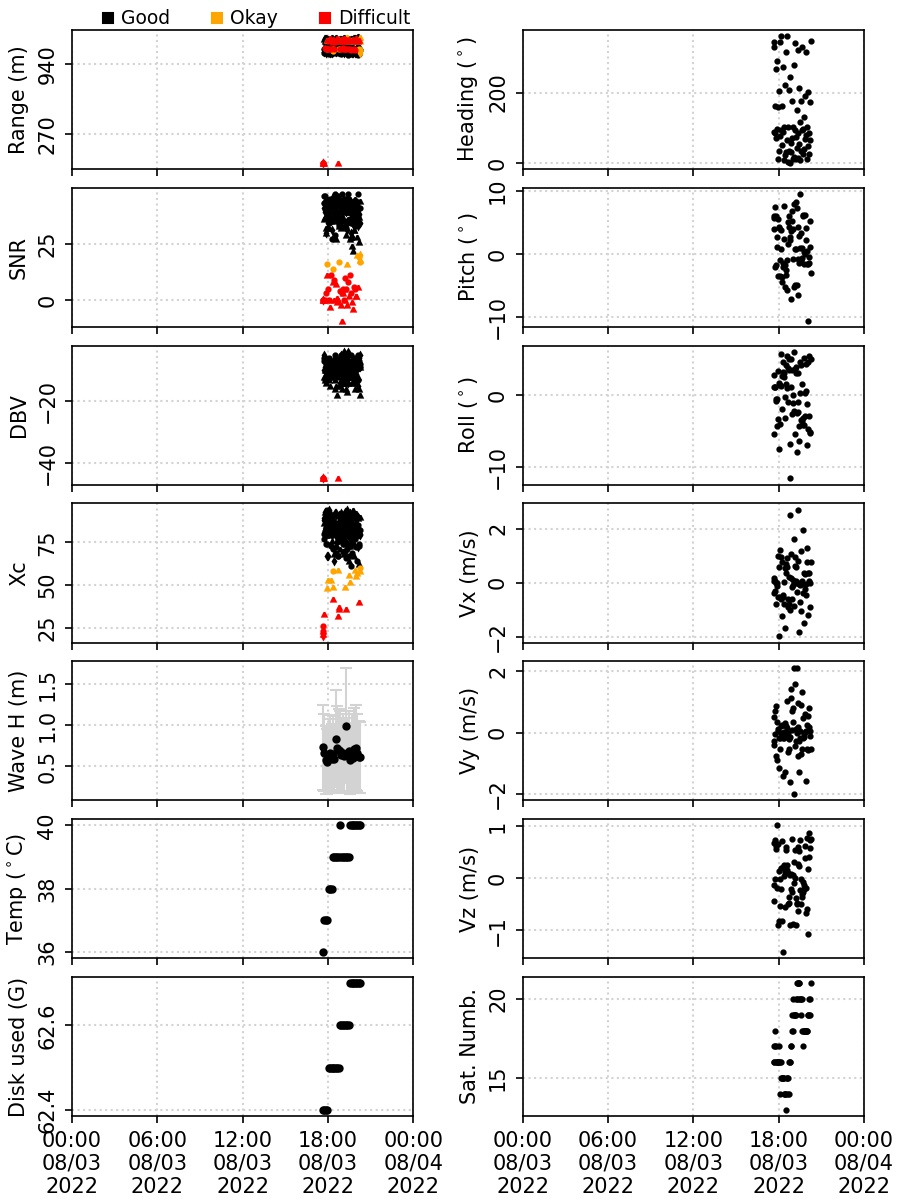 Good Okay Difficult
Range (m)
940
270
Heading (°)
200
0
SNR
25
0
Pitch (°)
10
0
−10
DBV
−20
−40
Roll (°)
0
−10
Xc
75
50
25
Vx (m/s)
2
0
−2
Wave H (m)
1.5
1.0
0.5
Vy (m/s)
2
0
−2
Temp (°C)
40
38
36
Vz (m/s)
1
0
−1
Disk used (G)
62.6
62.4
Sat. Numb.
20
15
00:00 06:00 12:00 18:00 00:00
08/03 08/03 08/03 08/03 08/04
2022 2022 2022 2022 2022
00:00 06:00 12:00 18:00 00:00
08/03 08/03 08/03 08/03 08/04
2022 2022 2022 2022 2022